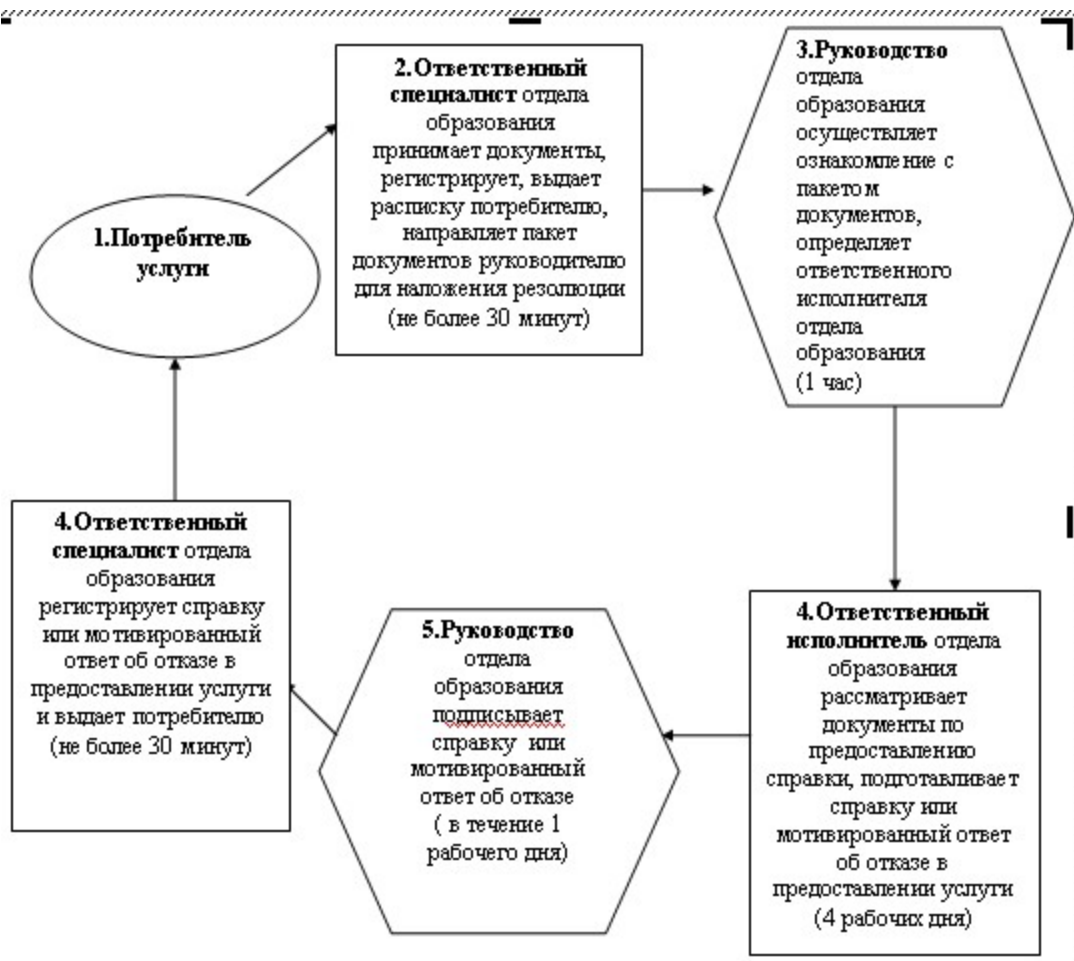 1.Потребитель
услуги
2.Ответственный
специалист отдела
образования
принимает документы,
регистрирует, выдает
расписку потребителю,
направляет пакет
документов руководителю
для наложения резолюции
(не более 30 минут)
3.Руководство
отдела
образования
осуществляет
ознакомление с
пакетом
документов,
определяет
ответственного
исполнителя
отдела
образования
(1 час)
4.Ответственный
исполнитель отдела
образования
рассматривает
документы по
предоставлению
справки, подготавливает
справку или
мотивированный ответ
об отказе в
предоставлении услуги
(4 рабочих дня)
5.Руководство
отдела
образования
подписывает
справку или
мотивированный
ответ об отказе
( в течение 1
рабочего дня)
4.Ответственный
специалист отдела
образования
регистрирует справку
или мотивированный
ответ об отказе в
предоставлении услуги
и выдает потребителю
(не более 30 минут)